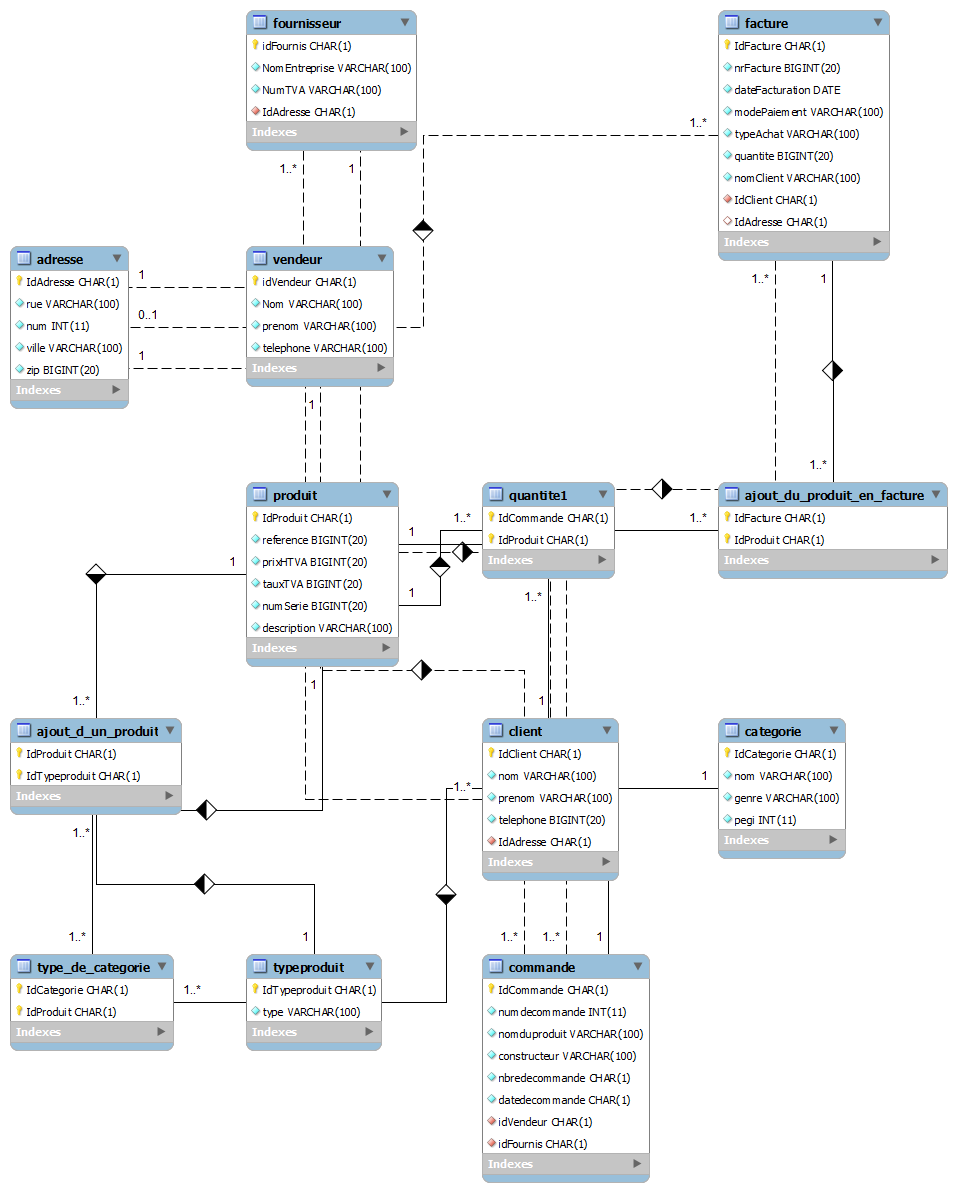 fournisseur
idFournis CHAR(1)
NomEntreprise VARCHAR(100)
NumTVA VARCHAR(100)
IdAdresse CHAR(1)
Indexes
facture
IdFacture CHAR(1)
nrFacture BIGINT(20)
dateFacturation DATE
modePaiement VARCHAR(100)
typeAchat VARCHAR(100)
quantite BIGINT(20)
nomClient VARCHAR(100)
IdClient CHAR(1)
IdAdresse CHAR(1)
Indexes
1..*
1..*
1
adresse
IdAdresse CHAR(1)
rue VARCHAR(100)
num INT(11)
ville VARCHAR(100)
zip BIGINT(20)
Indexes
1
0..1
1
vendeur
idVendeur CHAR(1)
Nom VARCHAR(100)
prenom VARCHAR(100)
telephone VARCHAR(100)
Indexes
1..*
1
1
1..*
produit
IdProduit CHAR(1)
reference BIGINT(20)
prixHTVA BIGINT(20)
tauxTVA BIGINT(20)
numSerie BIGINT(20)
description VARCHAR(100)
Indexes
1
1
1..*
quantite1
IdCommande CHAR(1)
IdProduit CHAR(1)
Indexes
1..*
ajout_du_produit_en_facture
IdFacture CHAR(1)
IdProduit CHAR(1)
Indexes
1
1..*
1
1..*
1
ajout_d_un_produit
IdProduit CHAR(1)
IdTypeproduit CHAR(1)
Indexes
client
IdClient CHAR(1)
nom VARCHAR(100)
prenom VARCHAR(100)
telephone BIGINT(20)
IdAdresse CHAR(1)
Indexes
1..*
1
categorie
IdCategorie CHAR(1)
nom VARCHAR(100)
genre VARCHAR(100)
pegi INT(11)
Indexes
1..*
1..*
1
1..*
1..*
1
type_de_categorie
IdCategorie CHAR(1)
IdProduit CHAR(1)
Indexes
1..*
typeproduit
IdTypeproduit CHAR(1)
type VARCHAR(100)
Indexes
commande
IdCommande CHAR(1)
numdecommande INT(11)
nomduproduit VARCHAR(100)
constructeur VARCHAR(100)
nbredecommande CHAR(1)
datedecommande CHAR(1)
idVendeur CHAR(1)
idFournis CHAR(1)
Indexes